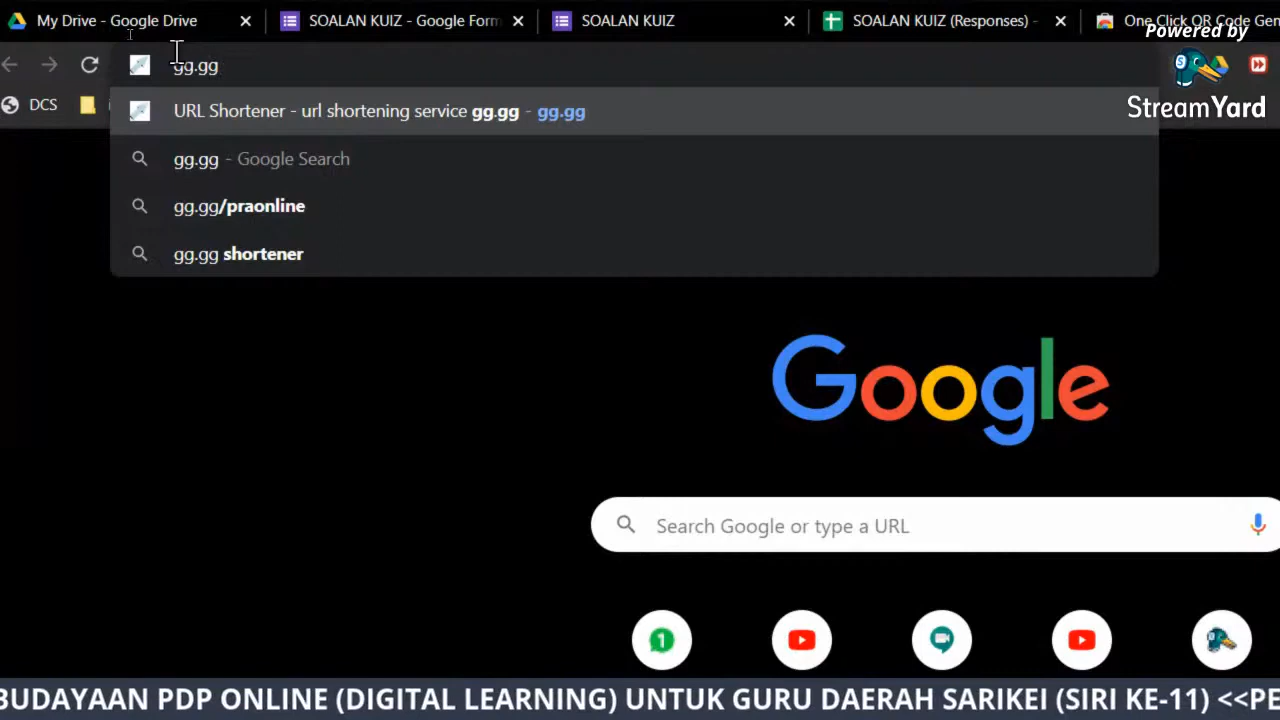 My Drive - Google Drive
SOALAN KUIZ - Google Form
SOALAN KUIZ
SOALAN KUIZ (Responses) -
One Click QR Code Gen
Powered by
StreamYard
gg.gg
DCS
URL Shortener - url shortening service gg.gg - gg.gg
gg.gg - Google Search
gg.gg/praonline
gg.gg shortener
Google
Search Google or type a URL
1
BUDAYAAN PDP ONLINE (DIGITAL LEARNING) UNTUK GURU DAERAH SARIKEI (SIRI KE-11) <<PE